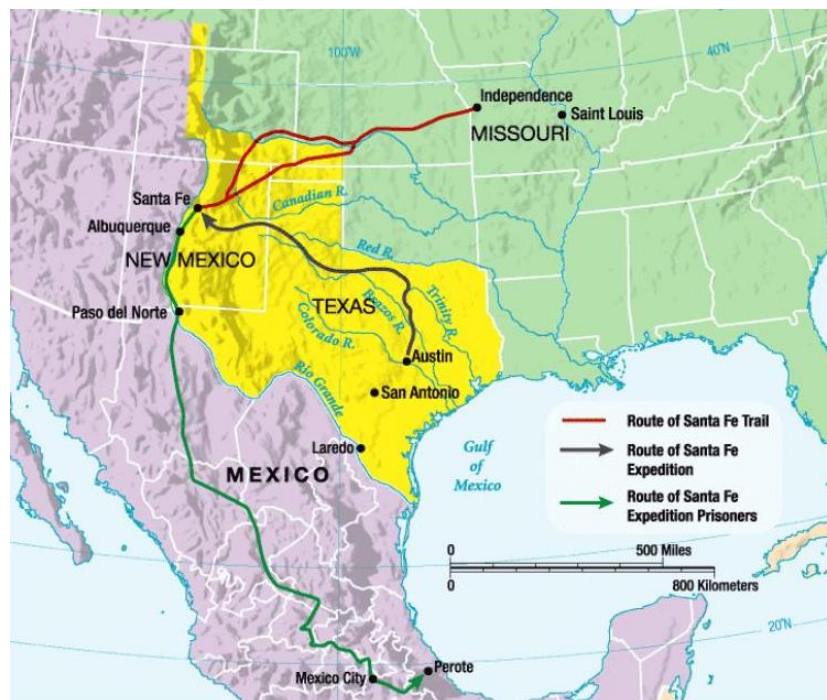 100°W
40°N
Independence
Saint Louis
MISSOURI
Santa Fe
Canadian R.
Albuquerque
Red R.
NEW MEXICO
Paso del Norte
TEXAS
Brazos R.
Trinity R.
Colorado R.
Austin
Rio Grande
San Antonio
Laredo
MEXICO
Gulf
of
Mexico
Route of Santa Fe Trail
Route of Santa Fe
Expedition
Route of Santa Fe
Expedition Prisoners
0
500 Miles
0
800 Kilometers
20°N
Mexico City
Perote